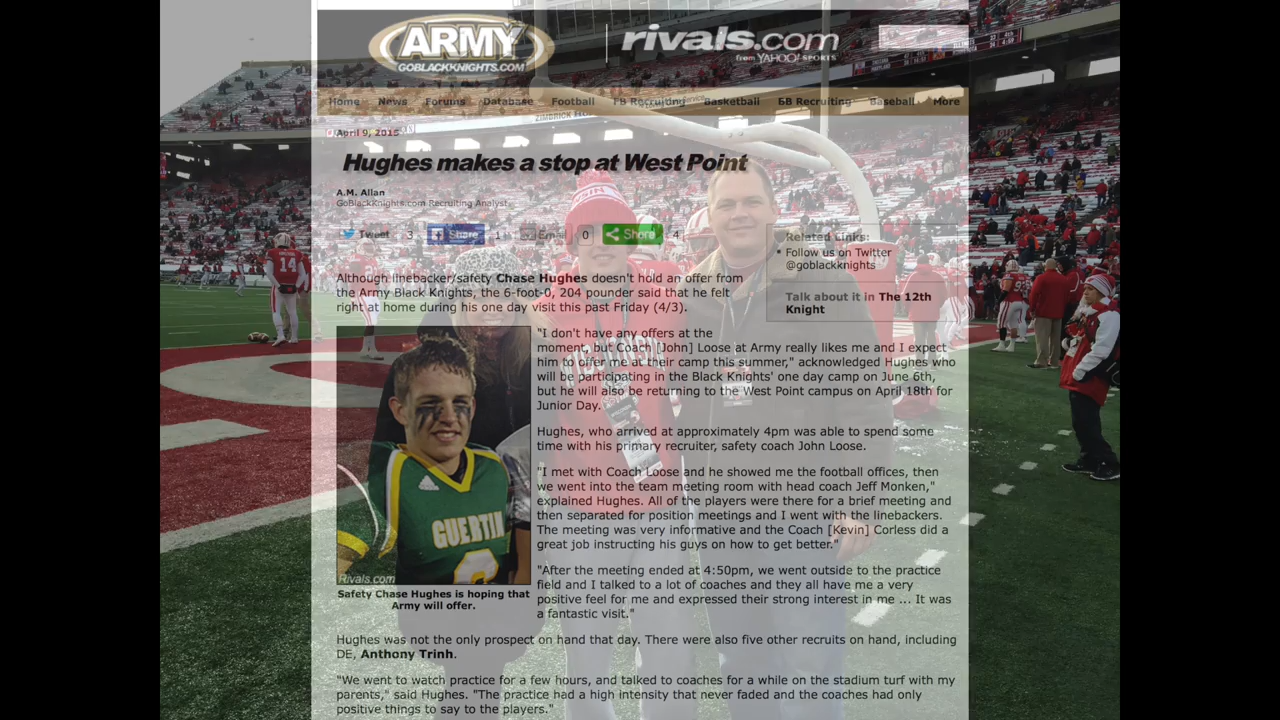 ARMY
GOBLACKKNIGHTS.COM
rivals.com
from YAHOO! SPORTS
Home News Forums Database Football FB Recruiting Basketball BB Recruiting Baseball More
ZIMBRICK
April 9, 2015
Hughes makes a stop at West Point
A.M. Allan
GoBlackKnights.com Recruiting Analyst
Tweet 3 Share 1 Em 0 Share 4
Related Links:
• Follow us on Twitter
@goblackknights
Talk about it in The 12th
Knight
14
Although linebacker/safety Chase Hughes doesn't hold an offer from
the Army Black Knights, the 6-foot-0, 204 pounder said that he felt
right at home during his one day visit this past Friday (4/3).
"I don't have any offers at the
moment, but Coach [John] Loose at Army really likes me and I expect
him to offer me at their camp this summer," acknowledged Hughes who
will be participating in the Black Knights' one day camp on June 6th,
but he will also be returning to the West Point campus on April 18th for
Junior Day.
Hughes, who arrived at approximately 4pm was able to spend some
time with his primary recruiter, safety coach John Loose.
"I met with Coach Loose and he showed me the football offices, then
we went into the team meeting room with head coach Jeff Monken,"
explained Hughes. All of the players were there for a brief meeting and
then separated for position meetings and I went with the linebackers.
The meeting was very informative and the Coach [Kevin] Corless did a
great job instructing his guys on how to get better."
"After the meeting ended at 4:50pm, we went outside to the practice
field and I talked to a lot of coaches and they all have me a very
positive feel for me and expressed their strong interest in me ... It was
a fantastic visit."
GUERTIN
Rivals.com
Safety Chase Hughes is hoping that
Army will offer.
Hughes was not the only prospect on hand that day. There were also five other recruits on hand, including
DE, Anthony Trinh.
"We went to watch practice for a few hours, and talked to coaches for a while on the stadium turf with my
parents," said Hughes. "The practice had a high intensity that never faded and the coaches had only
positive things to say to the players."